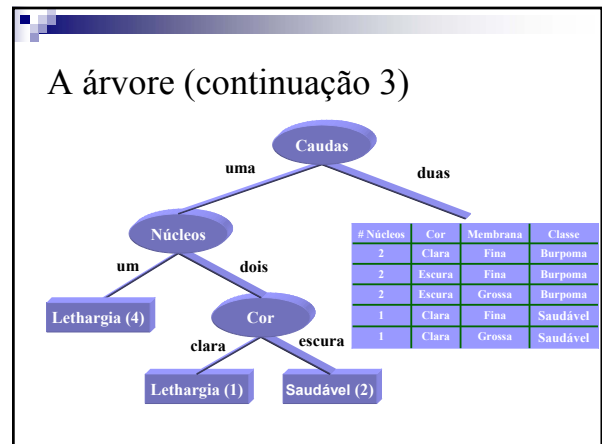 A árvore (continuação 3)
Caudas
uma
duas
Núcleos
um
dois
Lethargia (4)
Cor
clara
escura
Lethargia (1)
Saudável (2)
# Núcleos Cor Membrana Classe
2 Clara Fina Burpoma
2 Escura Fina Burpoma
2 Escura Grossa Burpoma
1 Clara Fina Saudável
1 Clara Grossa Saudável